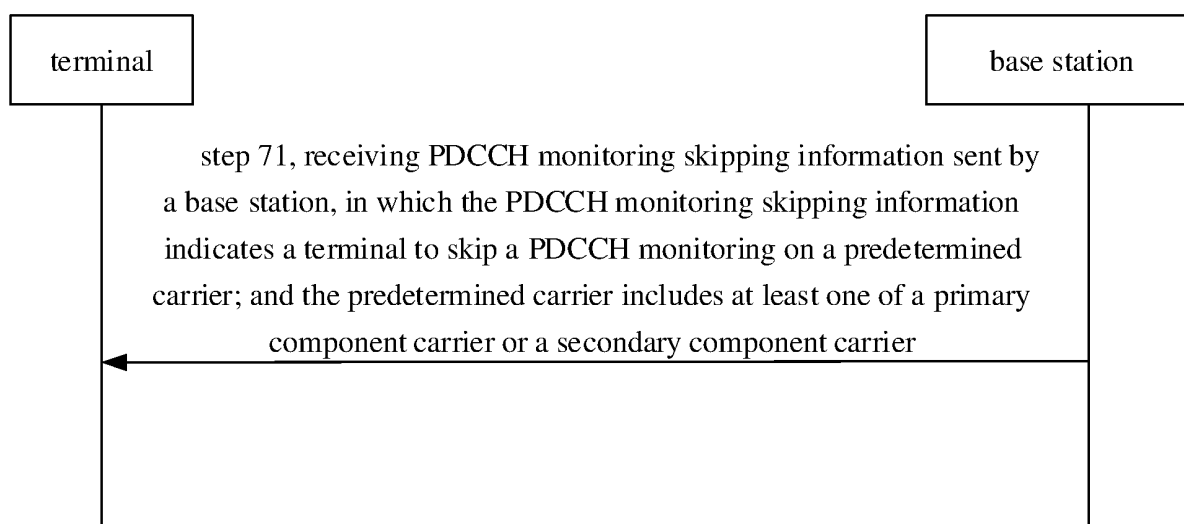 terminal
base station
step 71, receiving PDCCH monitoring skipping information sent by
a base station, in which the PDCCH monitoring skipping information
indicates a terminal to skip a PDCCH monitoring on a predetermined
carrier; and the predetermined carrier includes at least one of a primary
component carrier or a secondary component carrier